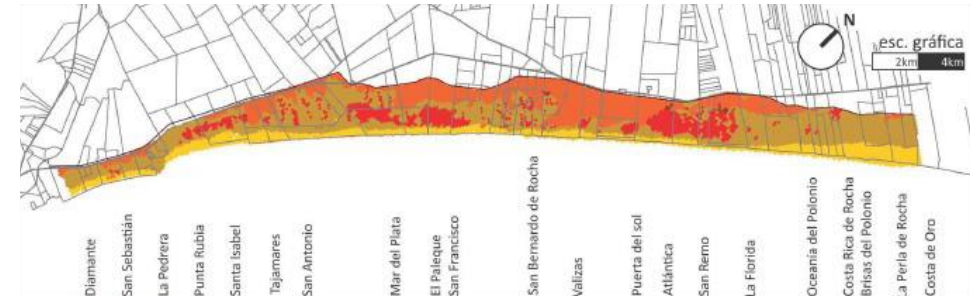 N
esc. gráfica
2km 4km
Diamante
San Sebastián
La Pedrera
Punta Rubia
Santa Isabel
Tajamares
San Antonio
Mar del Plata
El Paleque
San Francisco
San Bernardo de Rocha
Valizas
Puerta del sol
Atlántica
San Remo
La Florida
Oceanía del Polonio
Costa Rica de Rocha
Brisas del Polonio
La Perla de Rocha
Costa de Oro